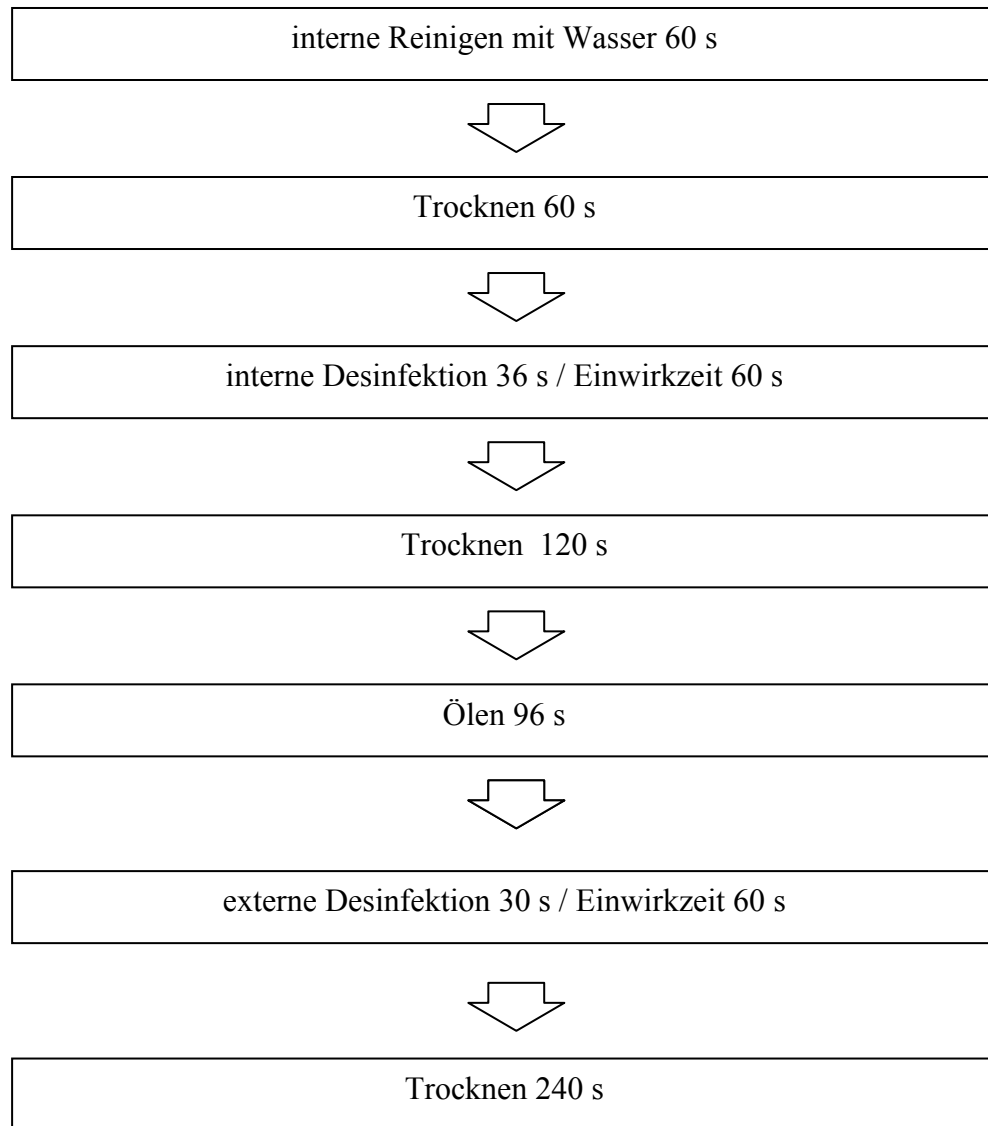 interne Reinigen mit Wasser 60 s
Trocknen 60 s
interne Desinfektion 36 s / Einwirkzeit 60 s
Trocknen  120 s
Ölen 96 s
externe Desinfektion 30 s / Einwirkzeit 60 s
Trocknen 240 s